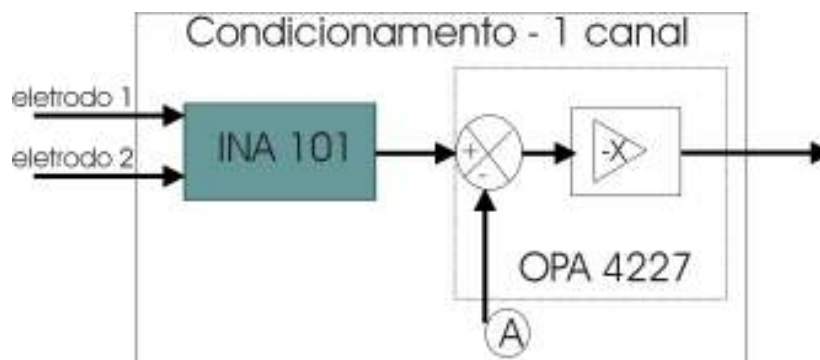 Condicionamento - 1 canal
eletrodo 1
eletrodo 2
INA 101
+
-
-X
OPA 4227
A